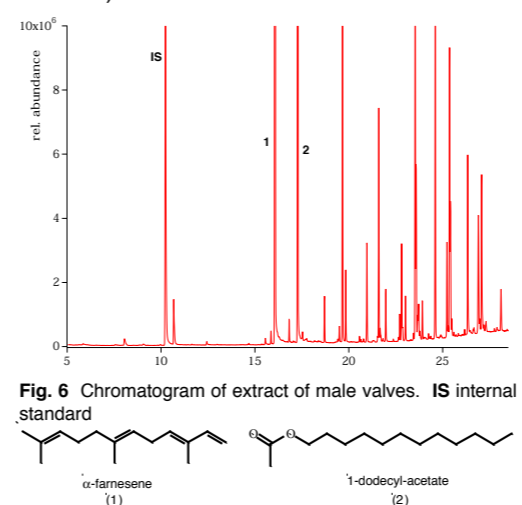 10x10⁶
8
6
4
2
0
rel. abundance
IS
1
2
5
10
15
20
25
Fig. 6 Chromatogram of extract of male valves. IS internal
standard
O
O
α-farnesene
(1)
1-dodecyl-acetate
(2)